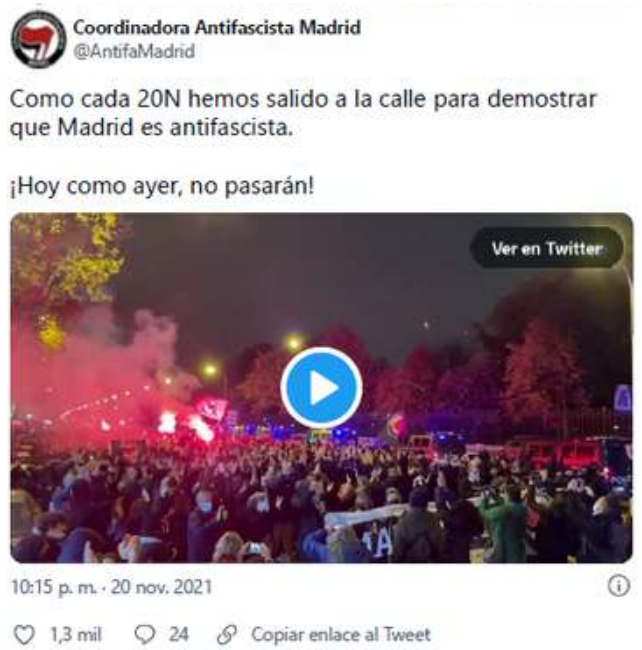 Coordinadora Antifascista Madrid
@AntifaMadrid
Como cada 20N hemos salido a la calle para demostrar
que Madrid es antifascista.
¡Hoy como ayer, no pasarán!
Ver en Twitter
10:15 p. m. · 20 nov. 2021
1,3 mil 24 Copiar enlace al Tweet